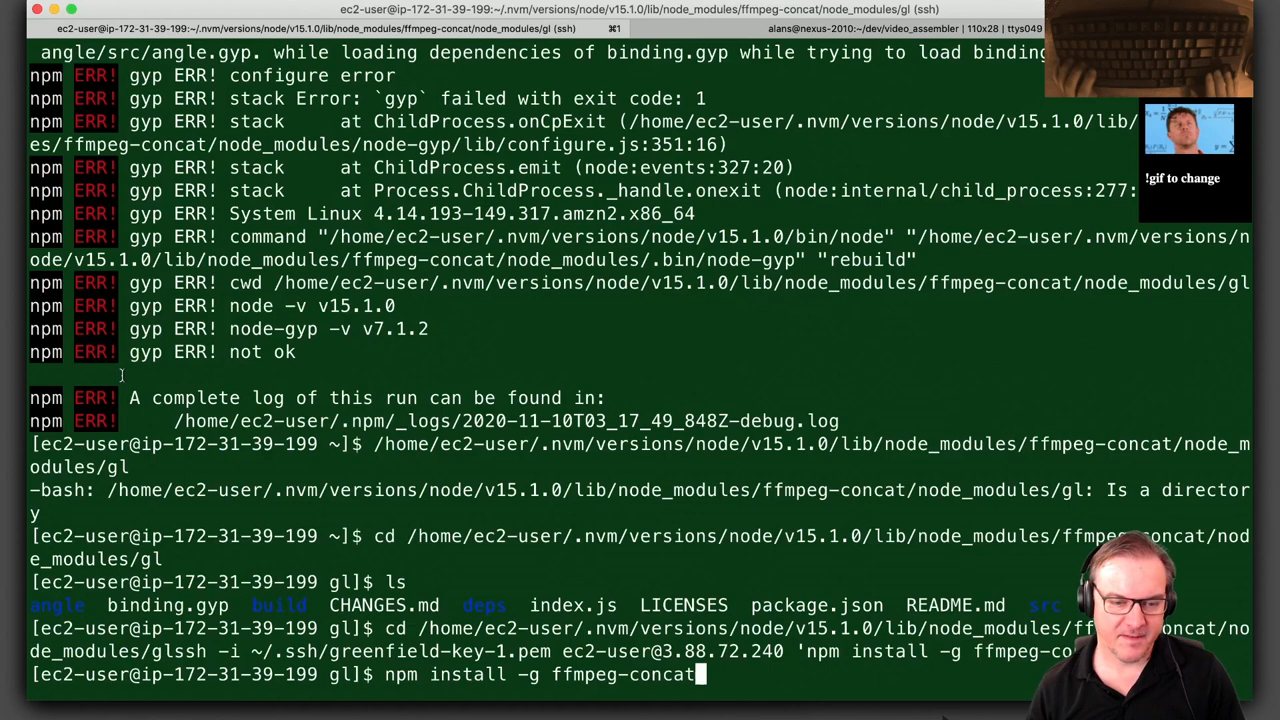 ec2-user@ip-172-31-39-199:~/.nvm/versions/node/v15.1.0/lib/node_modules/ffmpeg-concat/node_modules/gl (ssh)
ec2-user@ip-172-31-39-199:~/.nvm/versions/node/v15.1.0/lib/node_modules/ffmpeg-concat/node_modules/gl (ssh) ⌘1 alans@nexus-2010:~/dev/video_assembler | 110x28 | ttys049
angle/src/angle.gyp. while loading dependencies of binding.gyp while trying to load binding
npm ERR! gyp ERR! configure error
npm ERR! gyp ERR! stack Error: `gyp` failed with exit code: 1
npm ERR! gyp ERR! stack     at ChildProcess.onCpExit (/home/ec2-user/.nvm/versions/node/v15.1.0/lib/
es/ffmpeg-concat/node_modules/node-gyp/lib/configure.js:351:16)
npm ERR! gyp ERR! stack     at ChildProcess.emit (node:events:327:20)
npm ERR! gyp ERR! stack     at Process.ChildProcess._handle.onexit (node:internal/child_process:277:
npm ERR! gyp ERR! System Linux 4.14.193-149.317.amzn2.x86_64
npm ERR! gyp ERR! command "/home/ec2-user/.nvm/versions/node/v15.1.0/bin/node" "/home/ec2-user/.nvm/versions/n
ode/v15.1.0/lib/node_modules/ffmpeg-concat/node_modules/.bin/node-gyp" "rebuild"
npm ERR! gyp ERR! cwd /home/ec2-user/.nvm/versions/node/v15.1.0/lib/node_modules/ffmpeg-concat/node_modules/gl
npm ERR! gyp ERR! node -v v15.1.0
npm ERR! gyp ERR! node-gyp -v v7.1.2
npm ERR! gyp ERR! not ok
npm ERR! A complete log of this run can be found in:
npm ERR!     /home/ec2-user/.npm/_logs/2020-11-10T03_17_49_848Z-debug.log
[ec2-user@ip-172-31-39-199 ~]$ /home/ec2-user/.nvm/versions/node/v15.1.0/lib/node_modules/ffmpeg-concat/node_m
odules/gl
-bash: /home/ec2-user/.nvm/versions/node/v15.1.0/lib/node_modules/ffmpeg-concat/node_modules/gl: Is a director
y
[ec2-user@ip-172-31-39-199 ~]$ cd /home/ec2-user/.nvm/versions/node/v15.1.0/lib/node_modules/ffmpeg-concat/nod
e_modules/gl
[ec2-user@ip-172-31-39-199 gl]$ ls
angle  binding.gyp  build  CHANGES.md  deps  index.js  LICENSES  package.json  README.md  src
[ec2-user@ip-172-31-39-199 gl]$ cd /home/ec2-user/.nvm/versions/node/v15.1.0/lib/node_modules/ffmpeg-concat/no
de_modules/glssh -i ~/.ssh/greenfield-key-1.pem ec2-user@3.88.72.240 'npm install -g ffmpeg-co
[ec2-user@ip-172-31-39-199 gl]$ npm install -g ffmpeg-concat
!gif to change